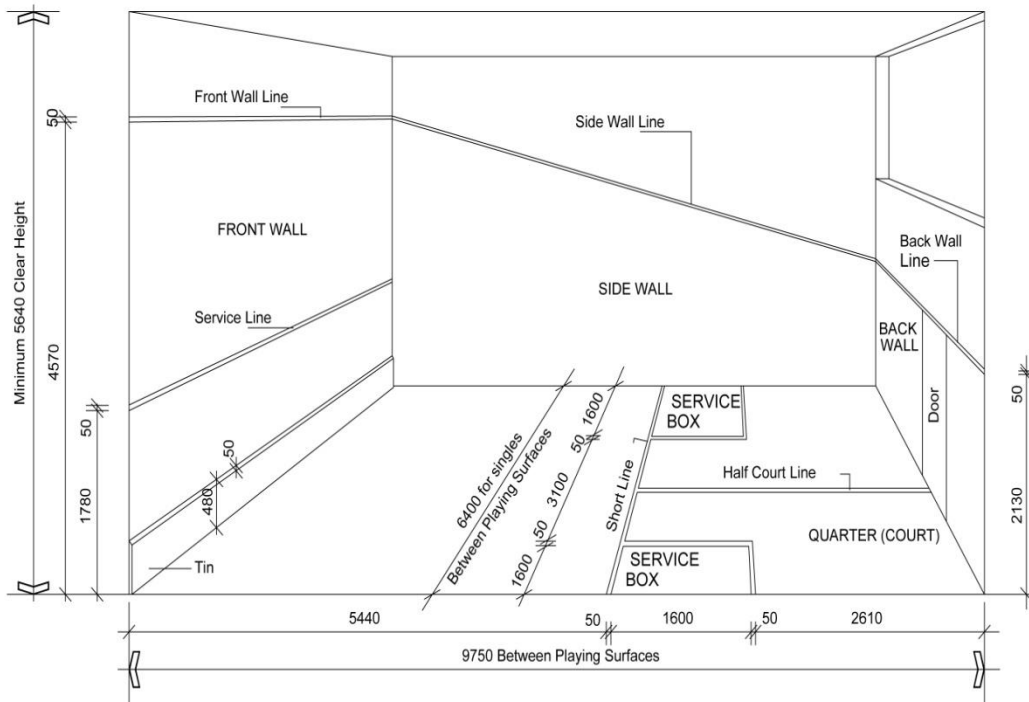 Front Wall Line
50
Side Wall Line
Minimum 5640 Clear Height
FRONT WALL
Back Wall
Line
SIDE WALL
Service Line
BACK
WALL
4570
50
50
1600
SERVICE
BOX
Door
50
50
6400 for singles
Between Playing Surfaces
3100
Short Line
Half Court Line
1780
480
2130
50
QUARTER (COURT)
1600
SERVICE
BOX
Tin
5440
50
1600
50
2610
9750 Between Playing Surfaces